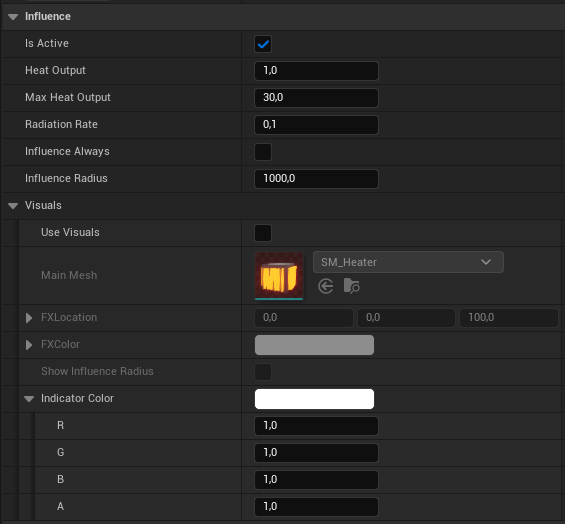 Influence
Is Active
Heat Output 1,0
Max Heat Output 30,0
Radiation Rate 0,1
Influence Always
Influence Radius 1000,0
Visuals
Use Visuals
Main Mesh SM_Heater
FXLocation 0,0 0,0 100,0
FXColor
Show Influence Radius
Indicator Color
R 1,0
G 1,0
B 1,0
A 1,0